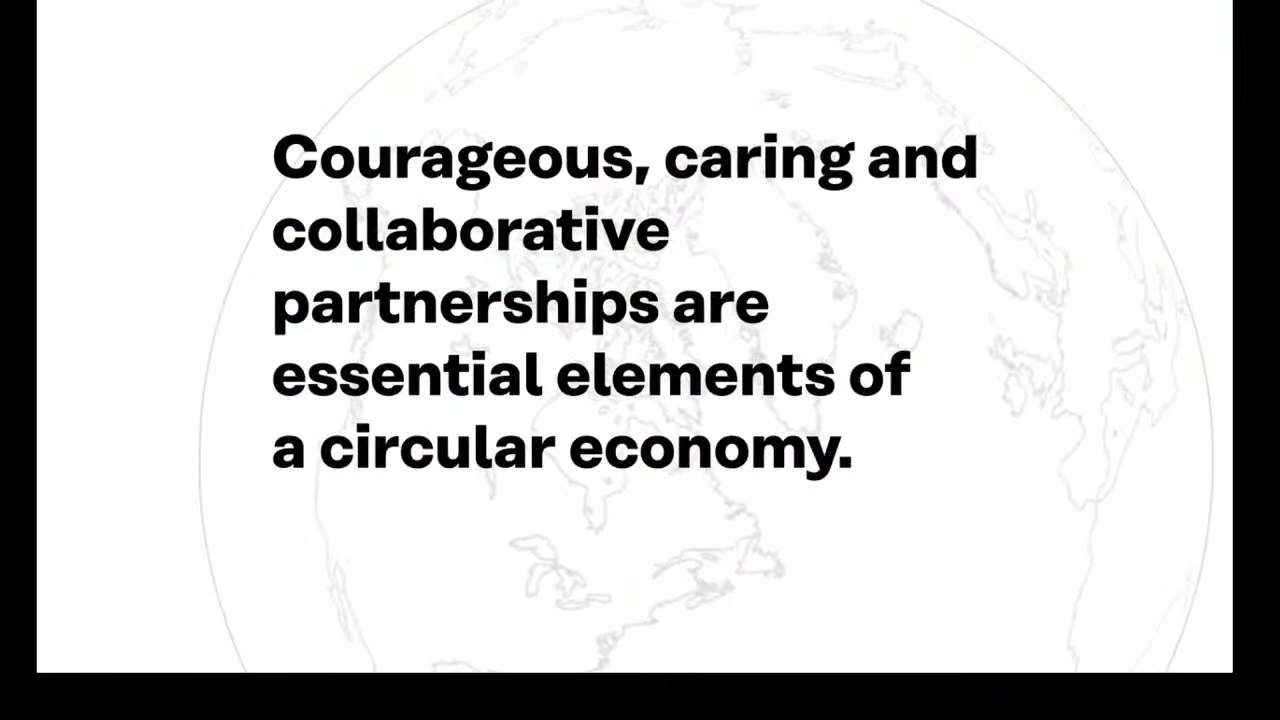 Courageous, caring and
collaborative
partnerships are
essential elements of
a circular economy.